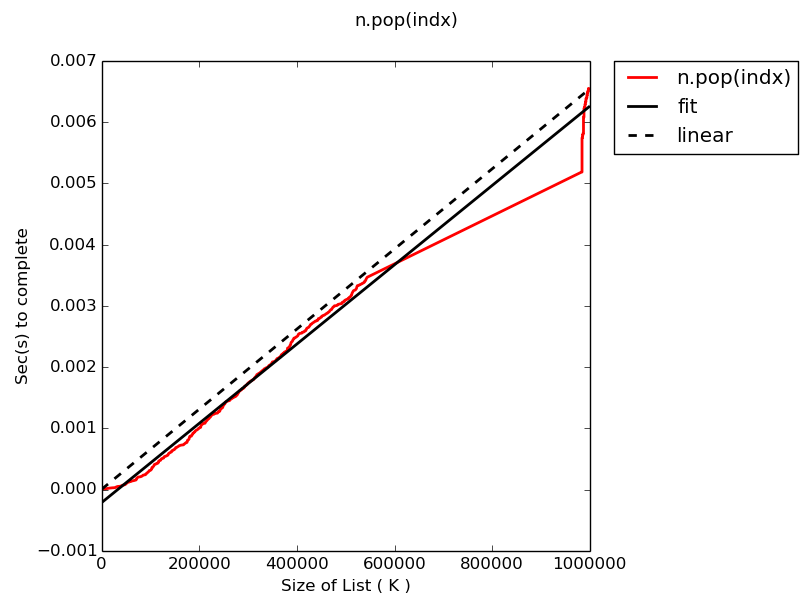 n.pop(indx)
0.007
0.006
0.005
0.004
0.003
0.002
0.001
0.000
−0.001
Sec(s) to complete
0 200000 400000 600000 800000 1000000
Size of List ( K )
n.pop(indx)
fit
linear